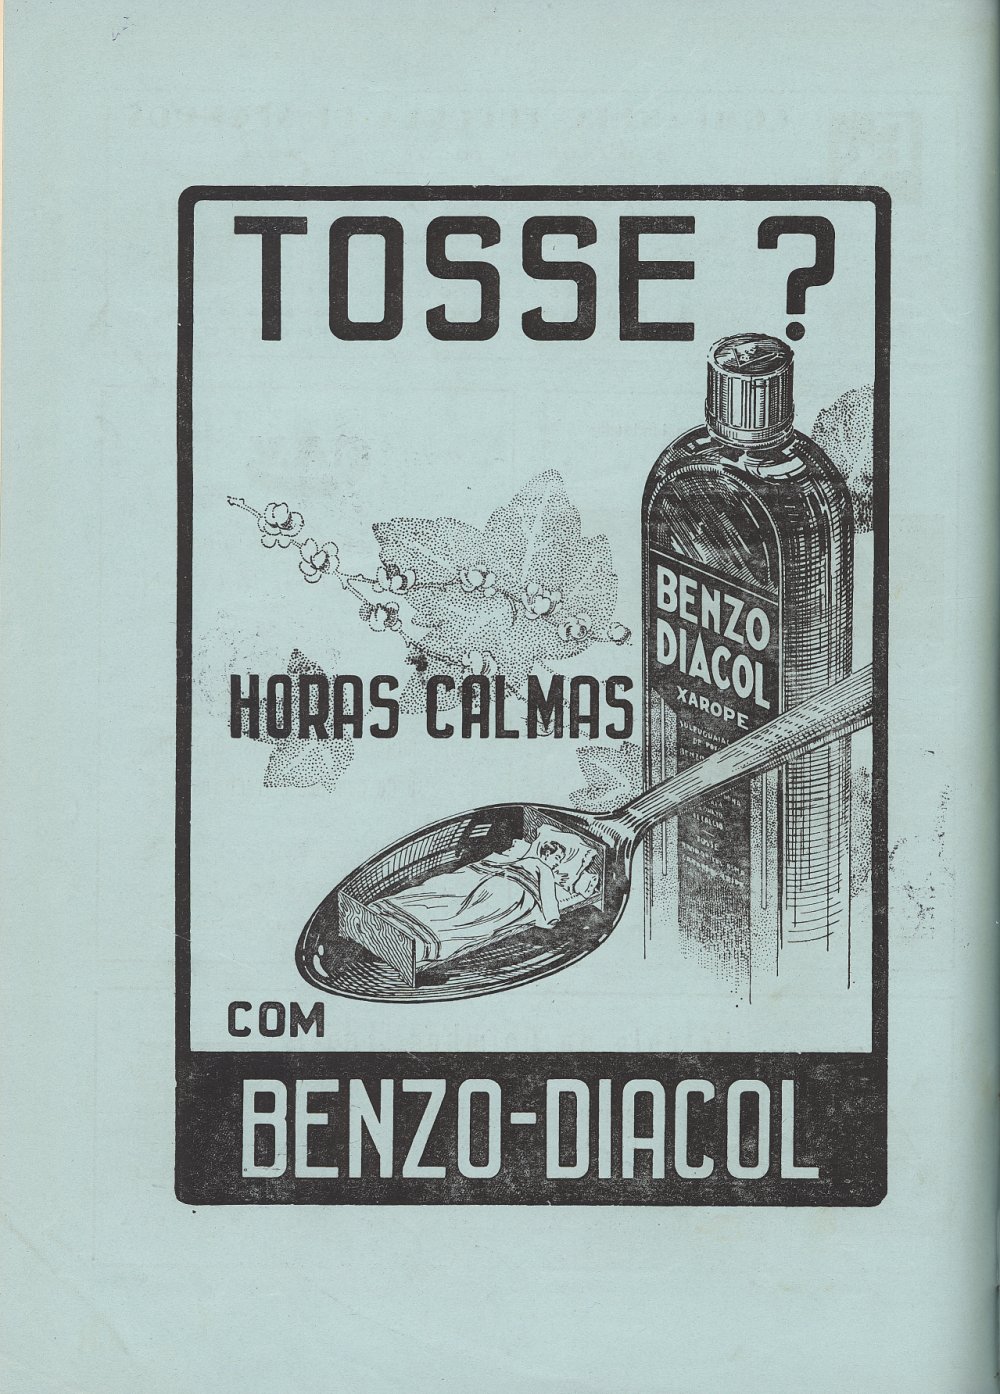 TOSSE ?
BENZO
DIACOL
XAROPE
HORAS CALMAS
COM
BENZO-DIACOL